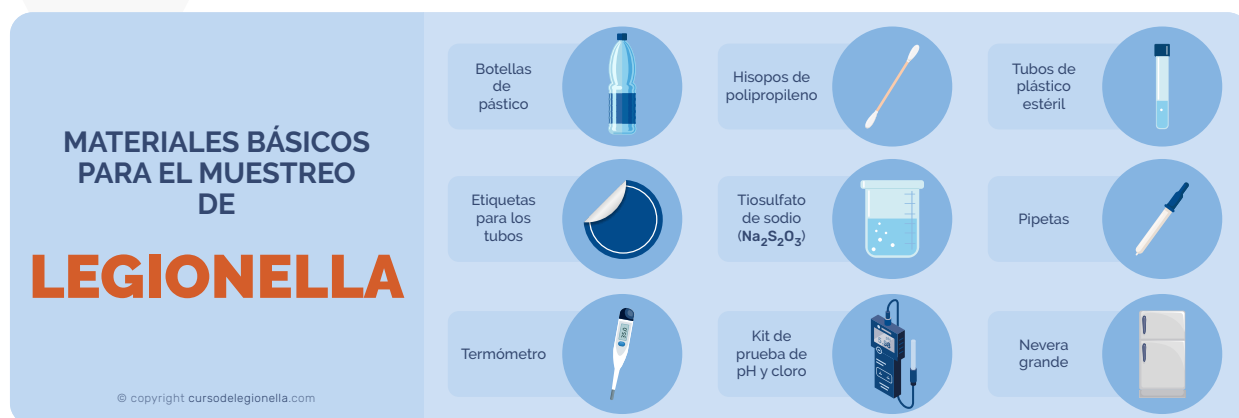 MATERIALES BÁSICOS
PARA EL MUESTREO
DE
LEGIONELLA
© copyright cursodelegionella.com
Botellas
de
pástico
Hisopos de
polipropileno
Tubos de
plástico
estéril
Etiquetas
para los
tubos
Tiosulfato
de sodio
(Na₂S₂O₃)
Pipetas
Termómetro
Kit de
prueba de
pH y cloro
Nevera
grande